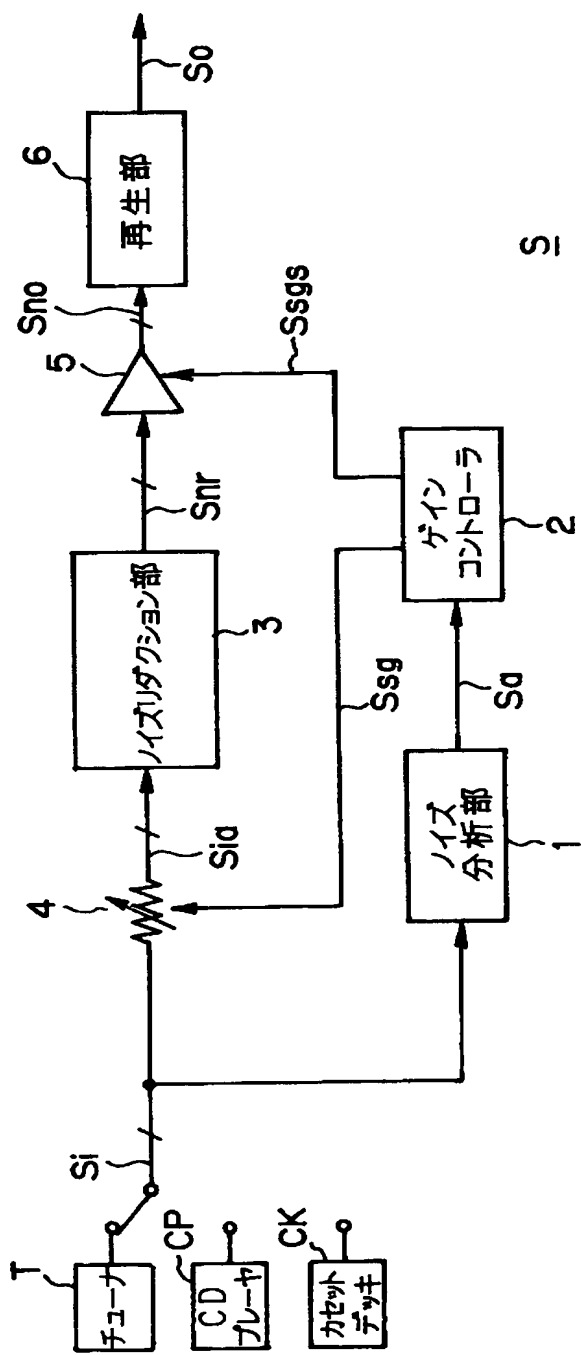 T
チューナ
CP
CD
プレーヤ
CK
カセット
デッキ
Si
4
Sia
ノイズリダクション部
3
Snr
5
Sno
6
再生部
So
Ssg
Ssgs
ノイズ
分析部
1
Sa
ゲイン
コントローラ
2
S